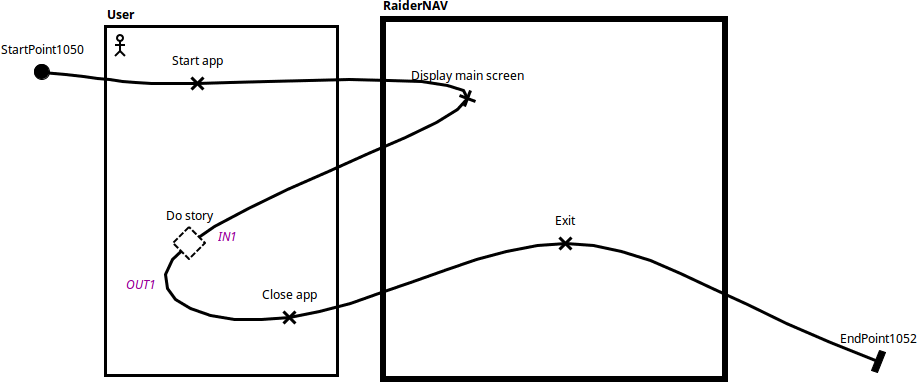 RaiderNAV
User
StartPoint1050
Start app
Display main screen
Do story
IN1
Exit
OUT1
Close app
EndPoint1052